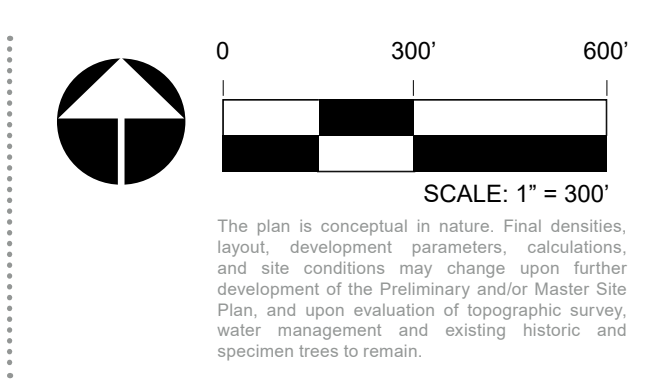 0 300’ 600’
SCALE: 1” = 300’
The plan is conceptual in nature. Final densities,
layout, development parameters, calculations,
and site conditions may change upon further
development of the Preliminary and/or Master Site
Plan, and upon evaluation of topographic survey,
water management and existing historic and
specimen trees to remain.